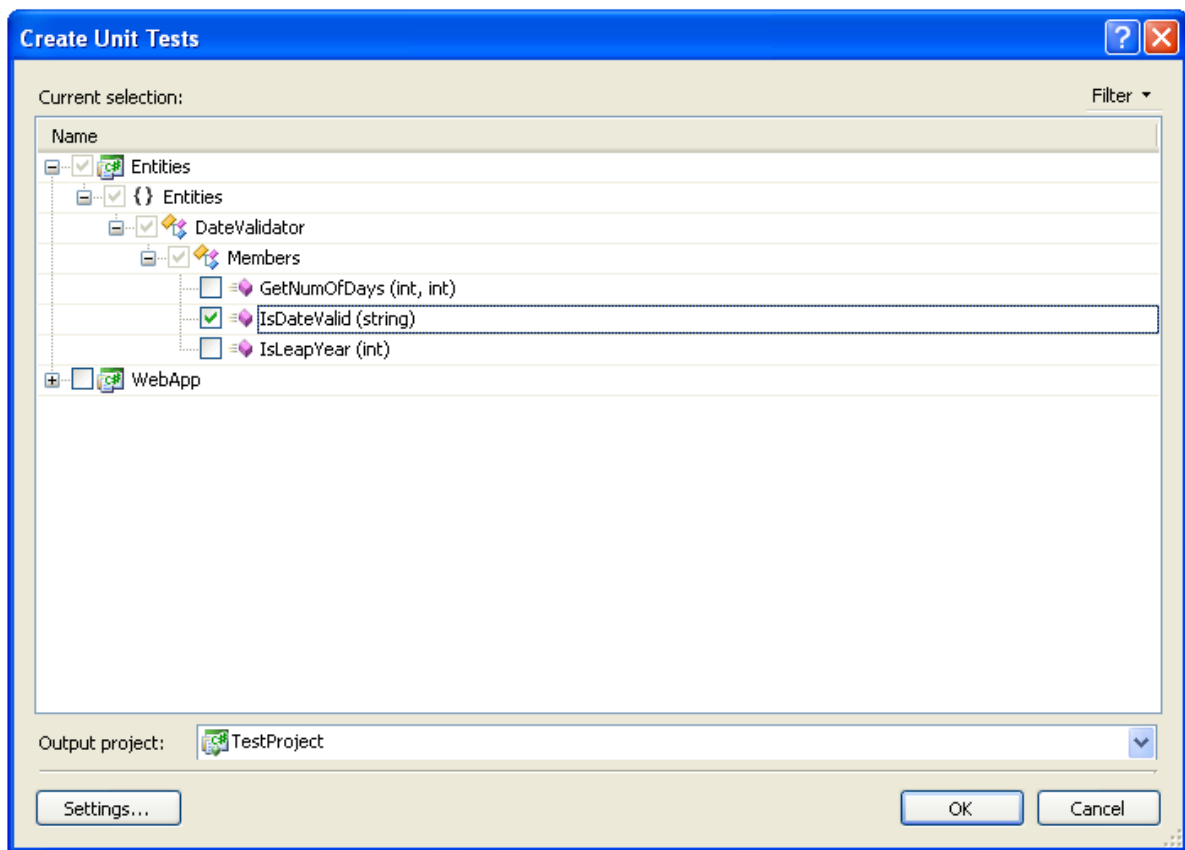 Create Unit Tests
Current selection:
Filter
Name
Entities
{} Entities
DateValidator
Members
GetNumOfDays (int, int)
IsDateValid (string)
IsLeapYear (int)
WebApp
Output project: TestProject
Settings... OK Cancel